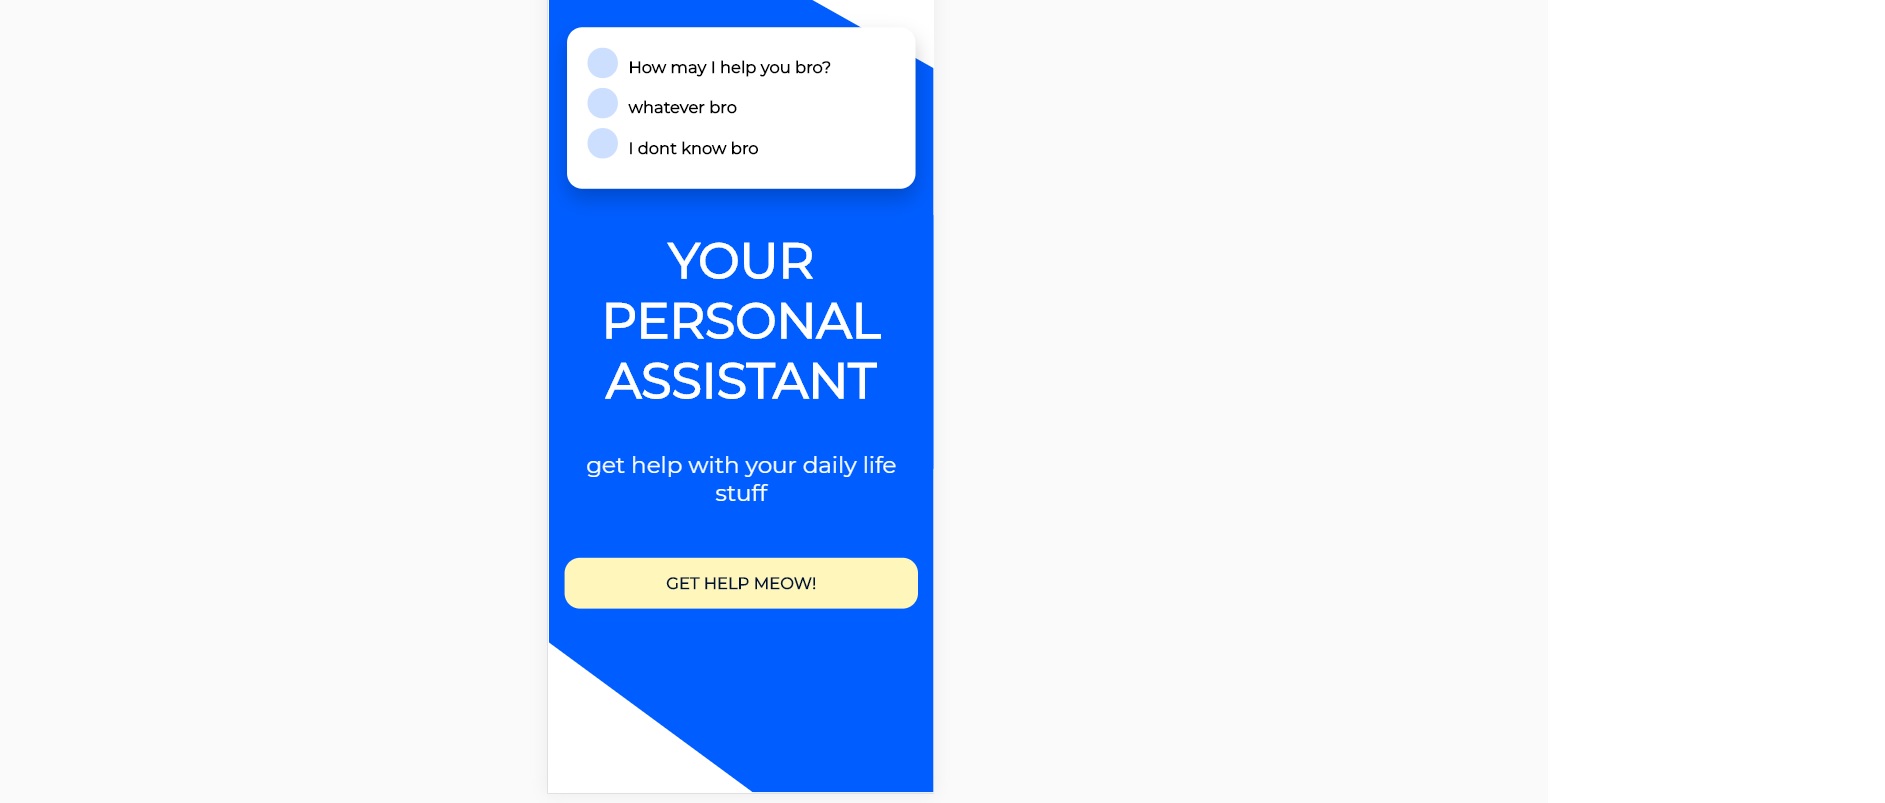 How may I help you bro?
whatever bro
I dont know bro
YOUR
PERSONAL
ASSISTANT
get help with your daily life
stuff
GET HELP MEOW!